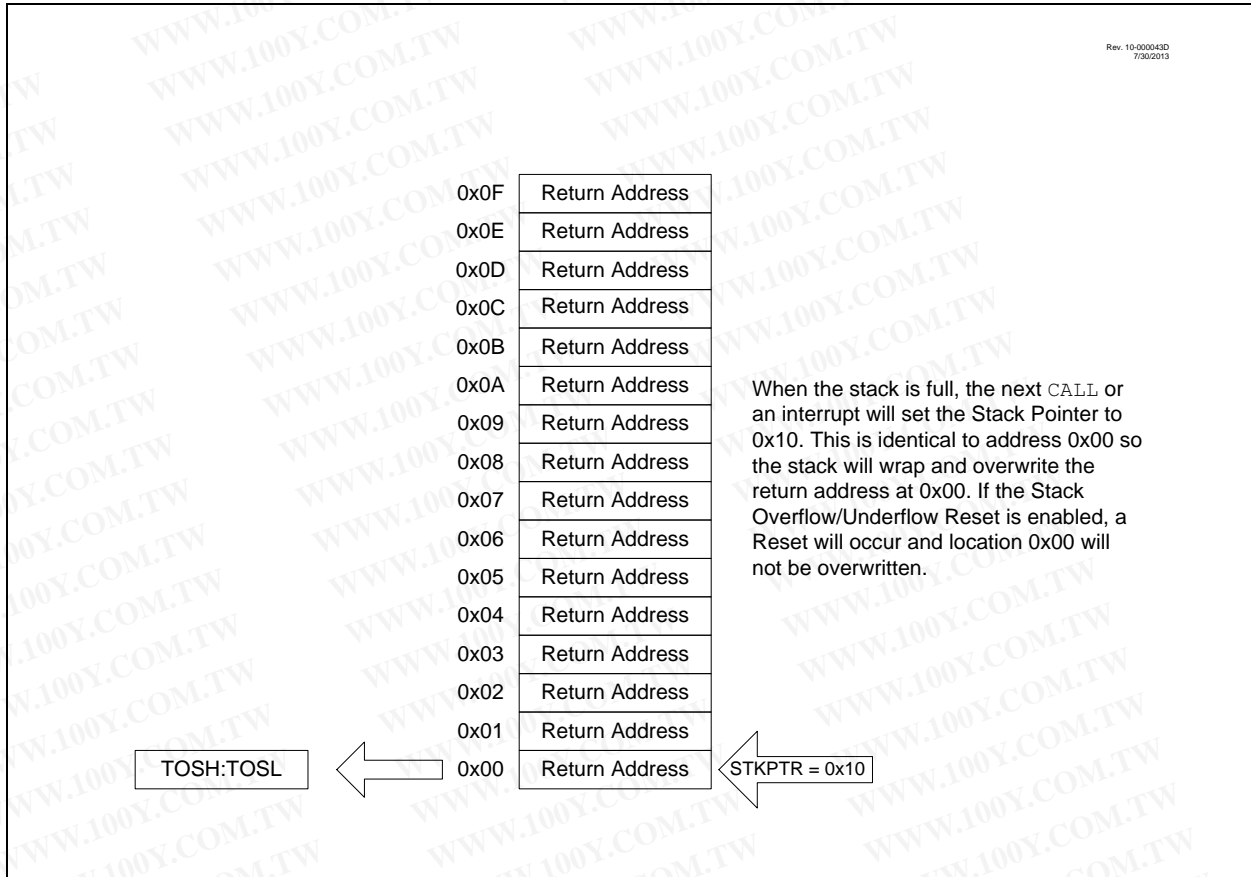 Rev. 10-000043D
7/30/2013
0x0F Return Address
0x0E Return Address
0x0D Return Address
0x0C Return Address
0x0B Return Address
0x0A Return Address
0x09 Return Address
0x08 Return Address
0x07 Return Address
0x06 Return Address
0x05 Return Address
0x04 Return Address
0x03 Return Address
0x02 Return Address
0x01 Return Address
TOSH:TOSL 0x00 Return Address STKPTR = 0x10
When the stack is full, the next CALL or
an interrupt will set the Stack Pointer to
0x10. This is identical to address 0x00 so
the stack will wrap and overwrite the
return address at 0x00. If the Stack
Overflow/Underflow Reset is enabled, a
Reset will occur and location 0x00 will
not be overwritten.
WWW.100Y.COM.TW